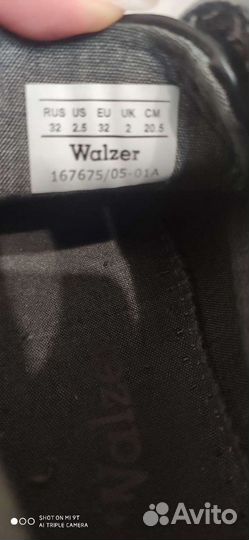 RUS US EU UK CM
32 2.5 32 2 20.5
Walzer
167675/05-01A
Walzer
SHOT ON MI 9T
AI TRIPLE CAMERA
Avito